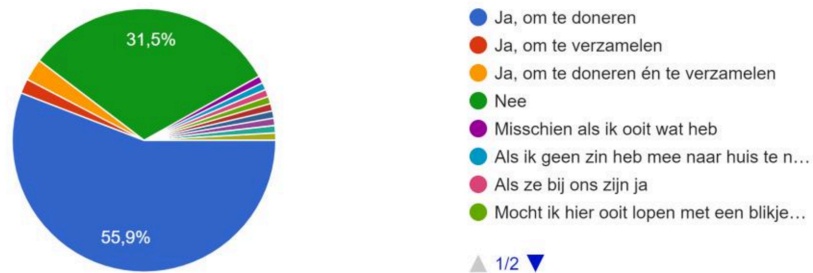 31,5%
55,9%
Ja, om te doneren
Ja, om te verzamelen
Ja, om te doneren én te verzamelen
Nee
Misschien als ik ooit wat heb
Als ik geen zin heb mee naar huis te n…
Als ze bij ons zijn ja
Mocht ik hier ooit lopen met een blikje…
1/2